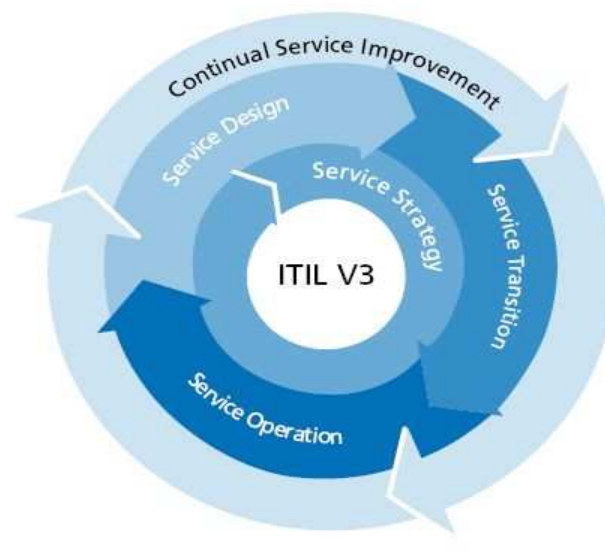 Continual Service Improvement
Service Design
Service Strategy
Service Transition
ITIL V3
Service Operation